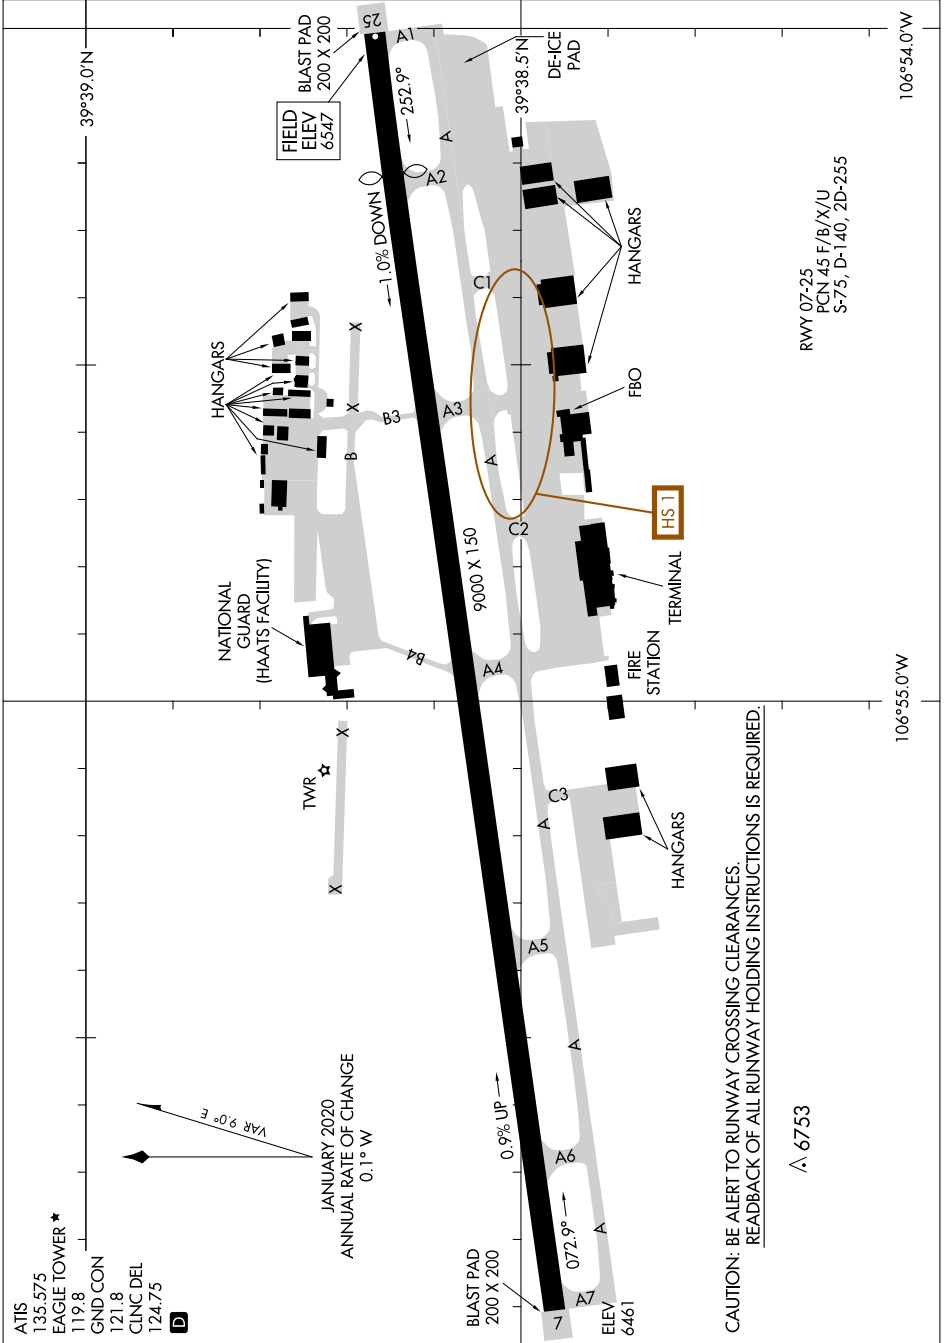 ATIS
135.575
EAGLE TOWER ★
119.8
GND CON
121.8
CLNC DEL
124.75
D
VAR 9.0° E
JANUARY 2020
ANNUAL RATE OF CHANGE
0.1° W
39°39.0'N
39°38.5'N
106°54.0'W
106°55.0'W
25
BLAST PAD
200 X 200
FIELD
ELEV
6547
252.9°
1.0% DOWN
A1
A
A2
DE-ICE
PAD
HANGARS
C1
X
X
HANGARS
B3
A3
B
A
FBO
HS 1
C2
9000 X 150
TERMINAL
NATIONAL
GUARD
(HAATS FACILITY)
B4
A4
FIRE
STATION
X
TWR
X
C3
A
HANGARS
A5
A
0.9% UP
A6
072.9°
A
A7
7
BLAST PAD
200 X 200
ELEV
6461
RWY 07-25
PCN 45 F/B/X/U
S-75, D-140, 2D-255
CAUTION: BE ALERT TO RUNWAY CROSSING CLEARANCES.
READBACK OF ALL RUNWAY HOLDING INSTRUCTIONS IS REQUIRED.
6753